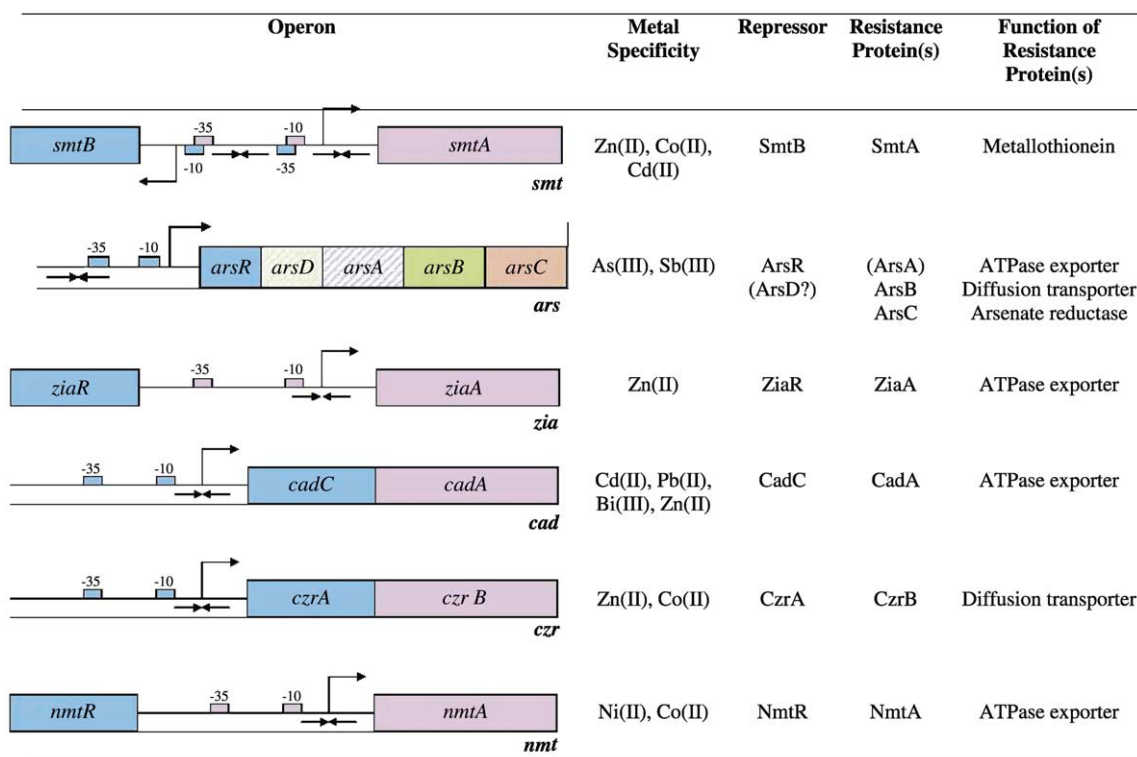 Operon Metal Specificity Repressor Resistance Protein(s) Function of Resistance Protein(s)
-35 -10
smtB smtA Zn(II), Co(II), Cd(II) SmtB SmtA Metallothionein
-10 -35
smt
-35 -10
arsR arsD arsA arsB arsC As(III), Sb(III) ArsR (ArsA) ATPase exporter
(ArsD?) ArsB Diffusion transporter
ars ArsC Arsenate reductase
-35 -10
ziaR ziaA Zn(II) ZiaR ZiaA ATPase exporter
zia
-35 -10
cadC cadA Cd(II), Pb(II), Bi(III), Zn(II) CadC CadA ATPase exporter
cad
-35 -10
czrA czr B Zn(II), Co(II) CzrA CzrB Diffusion transporter
czr
-35 -10
nmtR nmtA Ni(II), Co(II) NmtR NmtA ATPase exporter
nmt